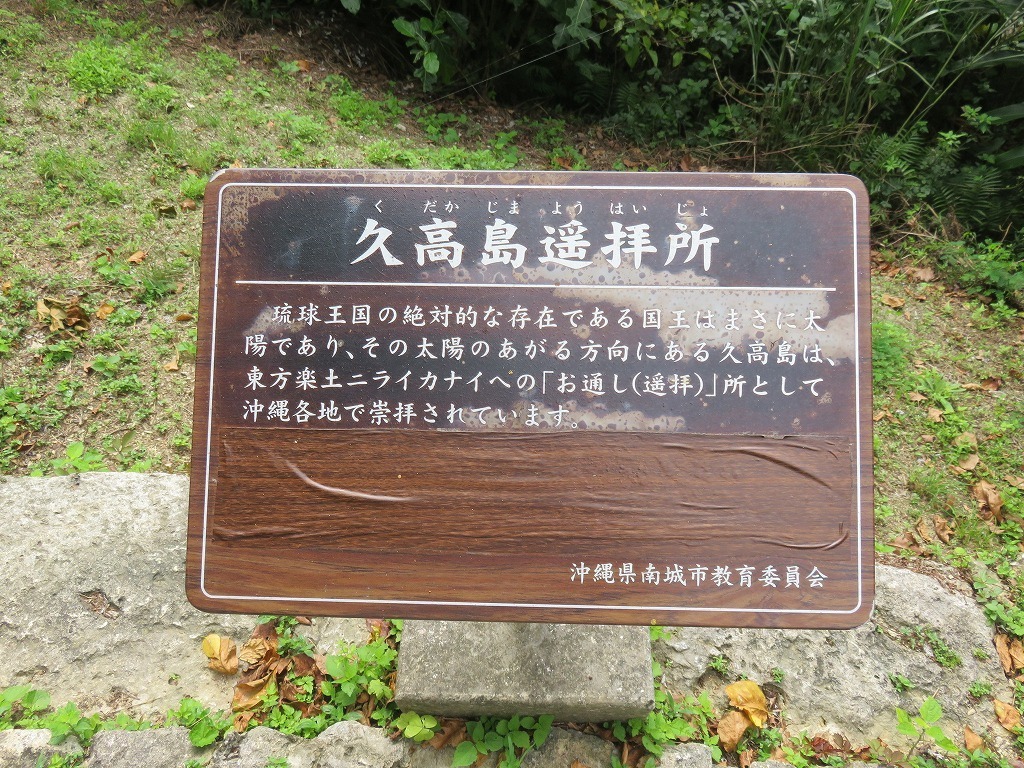 く だか じま よう はい じょ
久高島遥拝所
琉球王国の絶対的な存在である国王はまさに太
陽であり、その太陽のあがる方向にある久高島は、
東方楽土ニライカナイへの「お通し(遥拝)」所として
沖縄各地で崇拝されています。
沖縄県南城市教育委員会